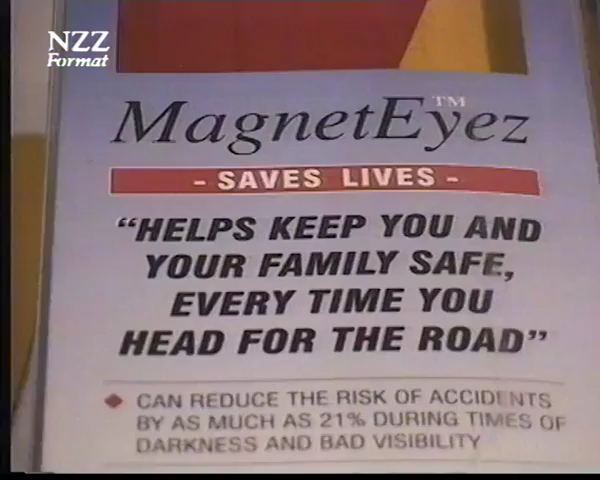 NZZ
Format
MagnetEyez™
- SAVES LIVES -
“HELPS KEEP YOU AND
YOUR FAMILY SAFE,
EVERY TIME YOU
HEAD FOR THE ROAD”
CAN REDUCE THE RISK OF ACCIDENTS
BY AS MUCH AS 21% DURING TIMES OF
DARKNESS AND BAD VISIBILITY